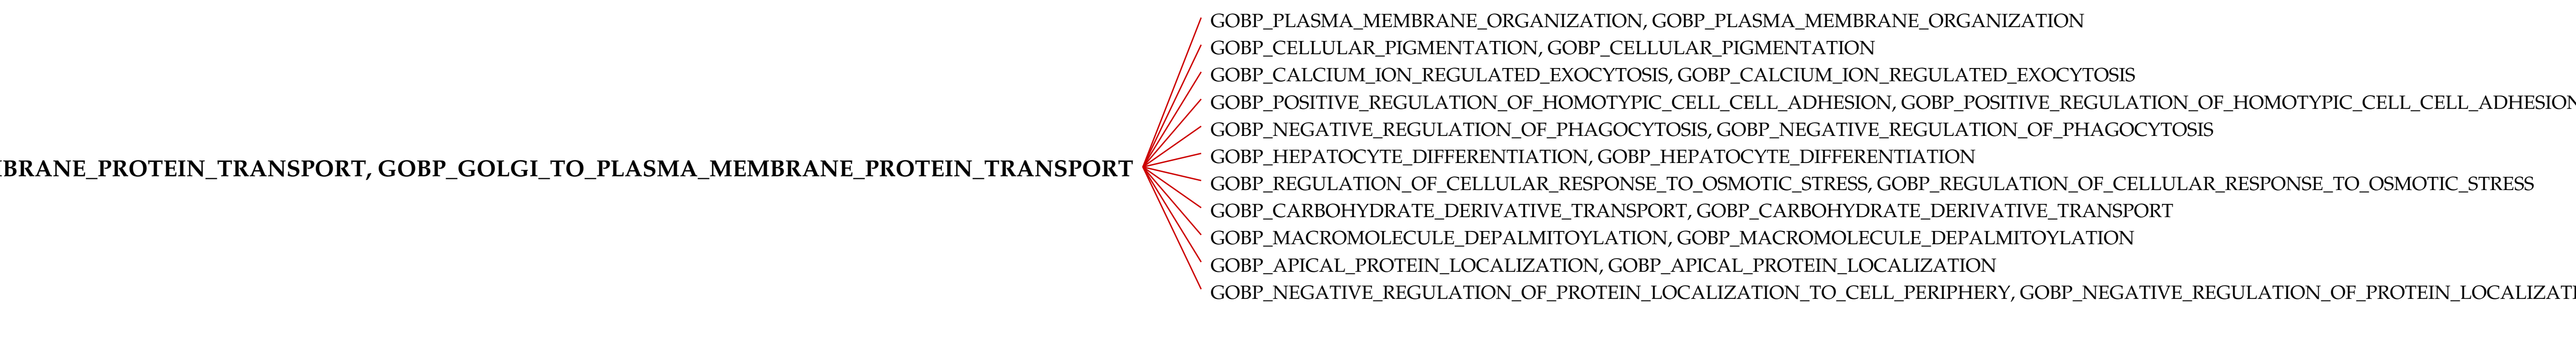 GOBP_PLASMA_MEMBRANE_ORGANIZATION, GOBP_PLASMA_MEMBRANE_ORGANIZATION
GOBP_CELLULAR_PIGMENTATION, GOBP_CELLULAR_PIGMENTATION
GOBP_CALCIUM_ION_REGULATED_EXOCYTOSIS, GOBP_CALCIUM_ION_REGULATED_EXOCYTOSIS
GOBP_POSITIVE_REGULATION_OF_HOMOTYPIC_CELL_CELL_ADHESION, GOBP_POSITIVE_REGULATION_OF_HOMOTYPIC_CELL_CELL_ADHESION
GOBP_NEGATIVE_REGULATION_OF_PHAGOCYTOSIS, GOBP_NEGATIVE_REGULATION_OF_PHAGOCYTOSIS
GOBP_HEPATOCYTE_DIFFERENTIATION, GOBP_HEPATOCYTE_DIFFERENTIATION
BRANE_PROTEIN_TRANSPORT, GOBP_GOLGI_TO_PLASMA_MEMBRANE_PROTEIN_TRANSPORT
GOBP_REGULATION_OF_CELLULAR_RESPONSE_TO_OSMOTIC_STRESS, GOBP_REGULATION_OF_CELLULAR_RESPONSE_TO_OSMOTIC_STRESS
GOBP_CARBOHYDRATE_DERIVATIVE_TRANSPORT, GOBP_CARBOHYDRATE_DERIVATIVE_TRANSPORT
GOBP_MACROMOLECULE_DEPALMITOYLATION, GOBP_MACROMOLECULE_DEPALMITOYLATION
GOBP_APICAL_PROTEIN_LOCALIZATION, GOBP_APICAL_PROTEIN_LOCALIZATION
GOBP_NEGATIVE_REGULATION_OF_PROTEIN_LOCALIZATION_TO_CELL_PERIPHERY, GOBP_NEGATIVE_REGULATION_OF_PROTEIN_LOCALIZATI